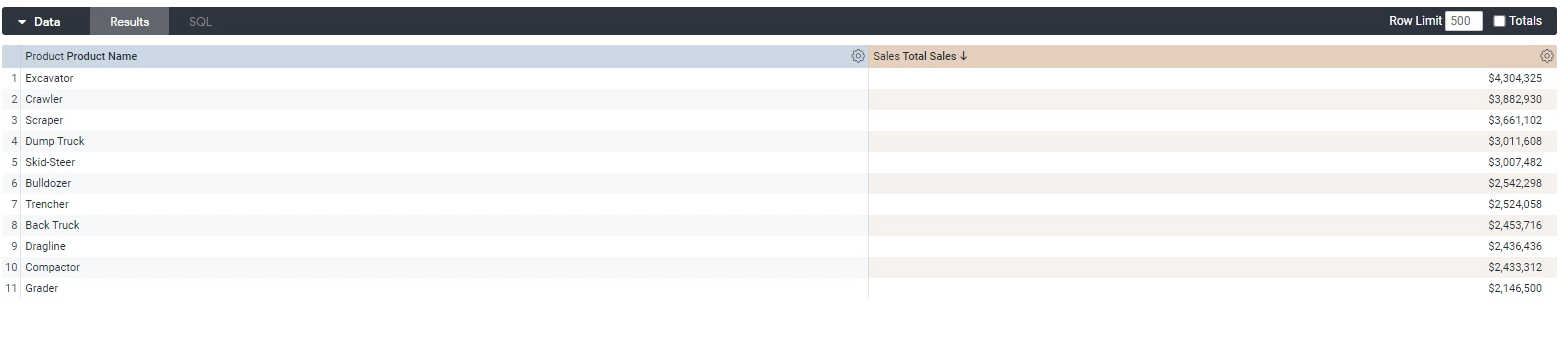 Data Results SQL Row Limit 500 Totals
Product Product Name Sales Total Sales ↓
1 Excavator $4,304,325
2 Crawler $3,882,930
3 Scraper $3,661,102
4 Dump Truck $3,011,608
5 Skid-Steer $3,007,482
6 Bulldozer $2,542,298
7 Trencher $2,524,058
8 Back Truck $2,453,716
9 Dragline $2,436,436
10 Compactor $2,433,312
11 Grader $2,146,500